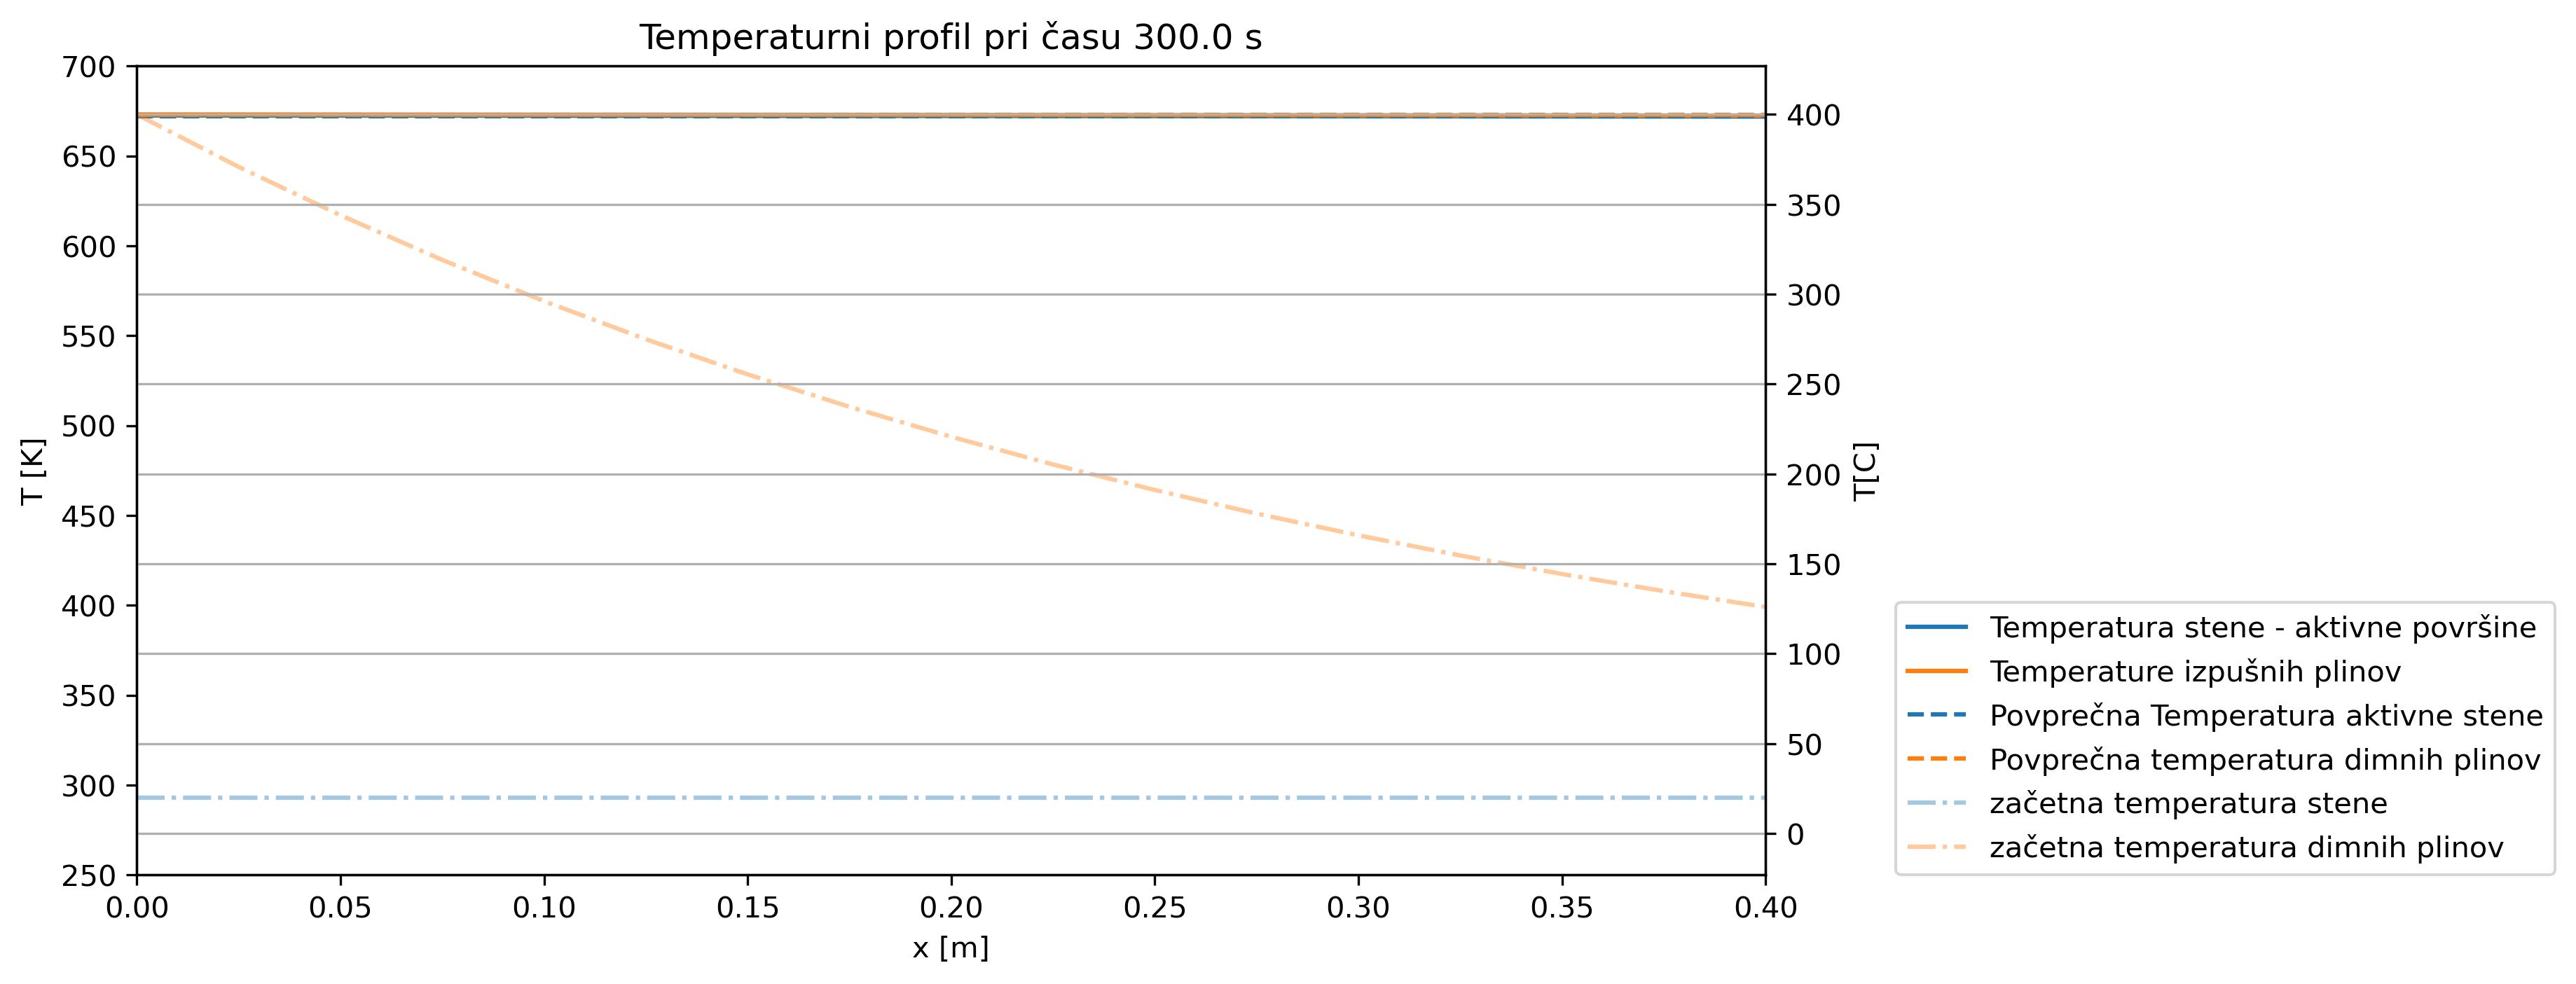 Temperaturni profil pri času 300.0 s
T [K]
700
650
600
550
500
450
400
350
300
250
0.00
0.05
0.10
0.15
0.20
0.25
0.30
0.35
0.40
x [m]
400
350
300
250
200
150
100
50
0
T[C]
Temperatura stene - aktivne površine
Temperature izpušnih plinov
Povprečna Temperatura aktivne stene
Povprečna temperatura dimnih plinov
začetna temperatura stene
začetna temperatura dimnih plinov